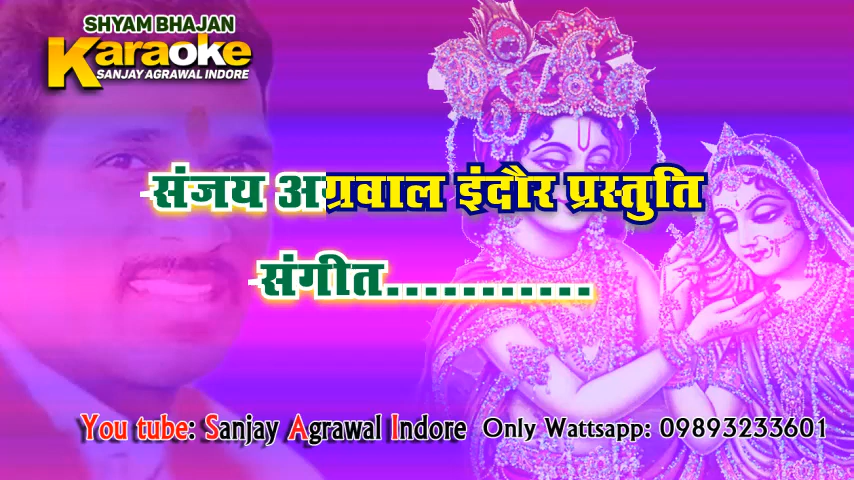 SHYAM BHAJAN
Karaoke
SANJAY AGRAWAL INDORE
संजय अग्रवाल इंदौर प्रस्तुति
संगीत...........
You tube: Sanjay Agrawal Indore Only Wattsapp: 09893233601